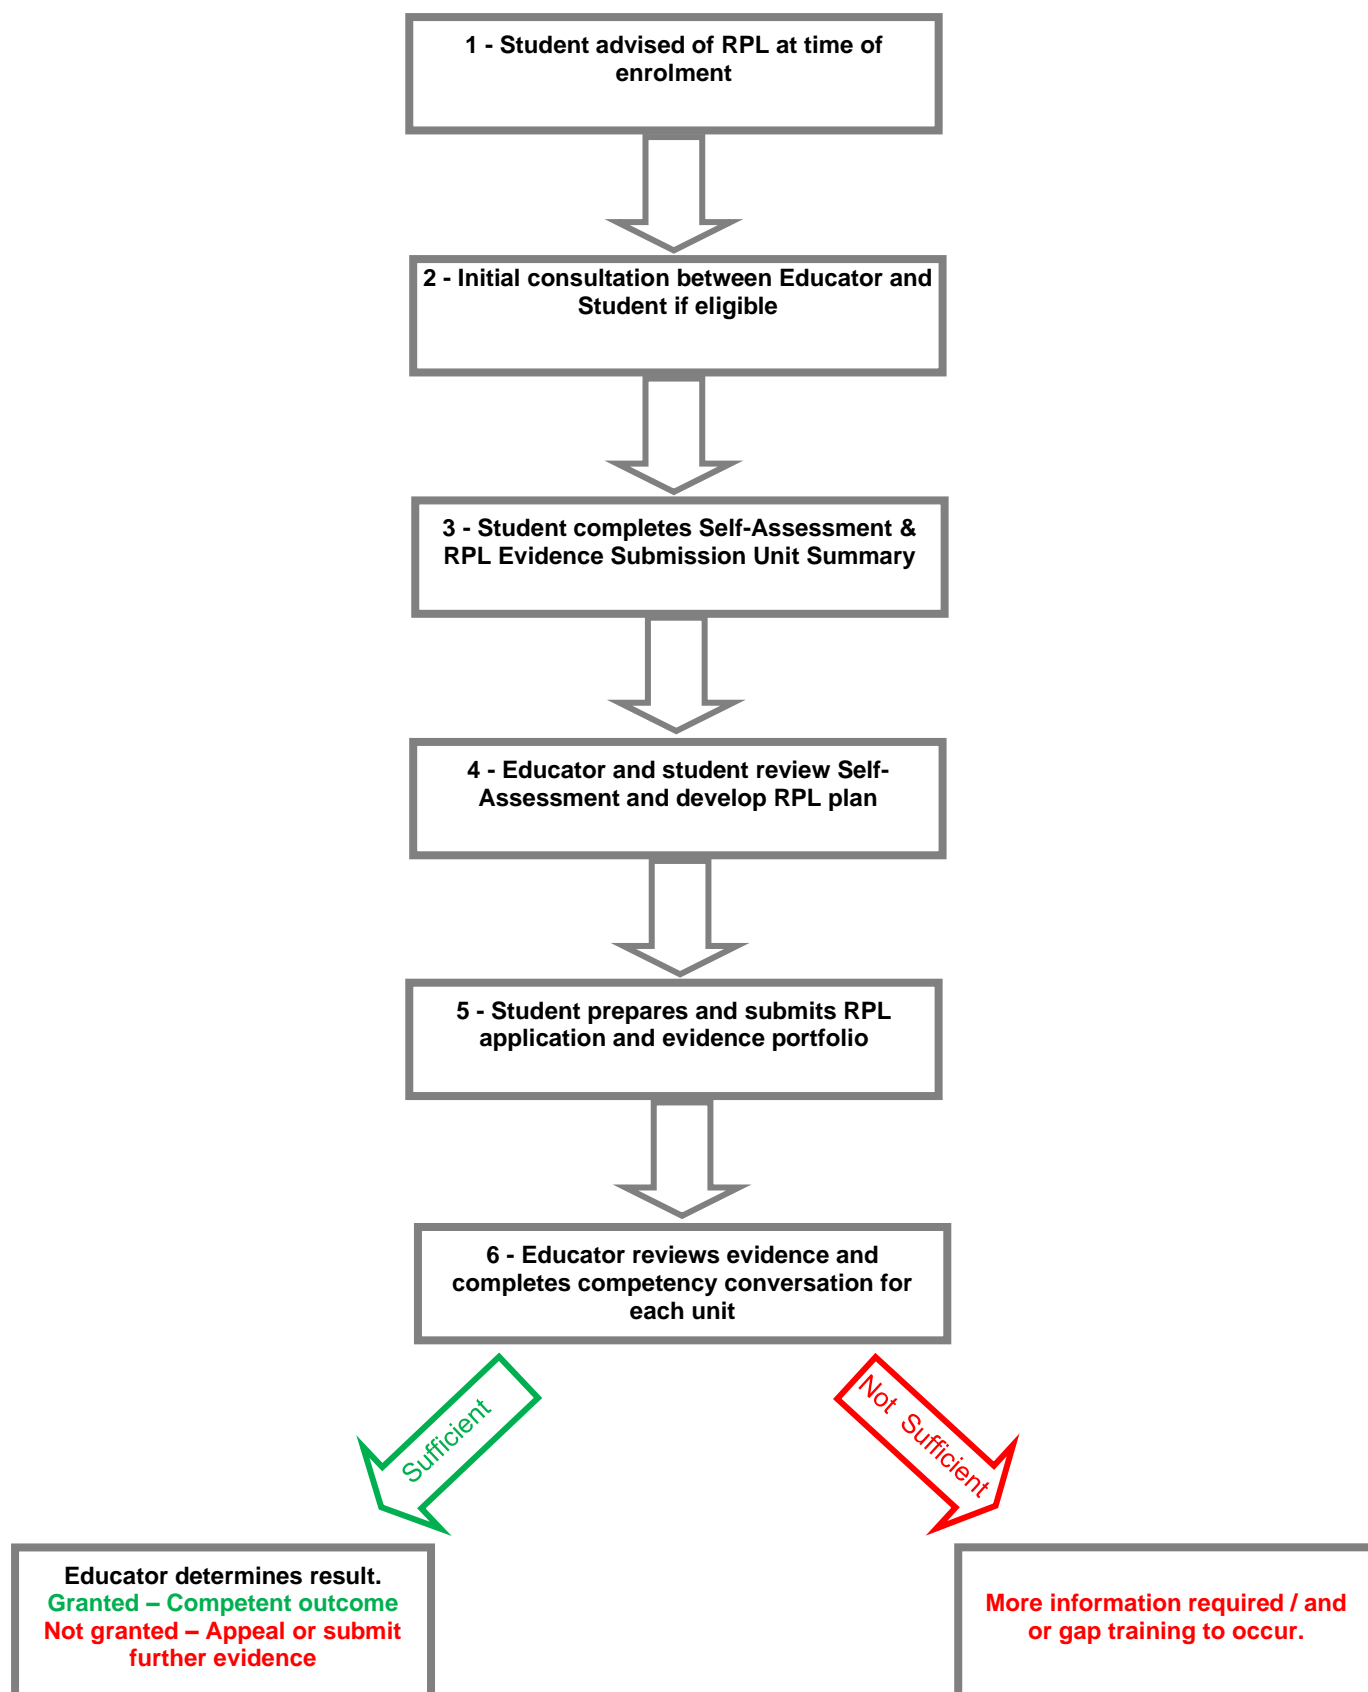 1 - Student advised of RPL at time of
enrolment
2 - Initial consultation between Educator and
Student if eligible
3 - Student completes Self-Assessment &
RPL Evidence Submission Unit Summary
4 - Educator and student review Self-
Assessment and develop RPL plan
5 - Student prepares and submits RPL
application and evidence portfolio
6 - Educator reviews evidence and
completes competency conversation for
each unit
Sufficient
Not Sufficient
Educator determines result.
Granted – Competent outcome
Not granted – Appeal or submit
further evidence
More information required / and
or gap training to occur.